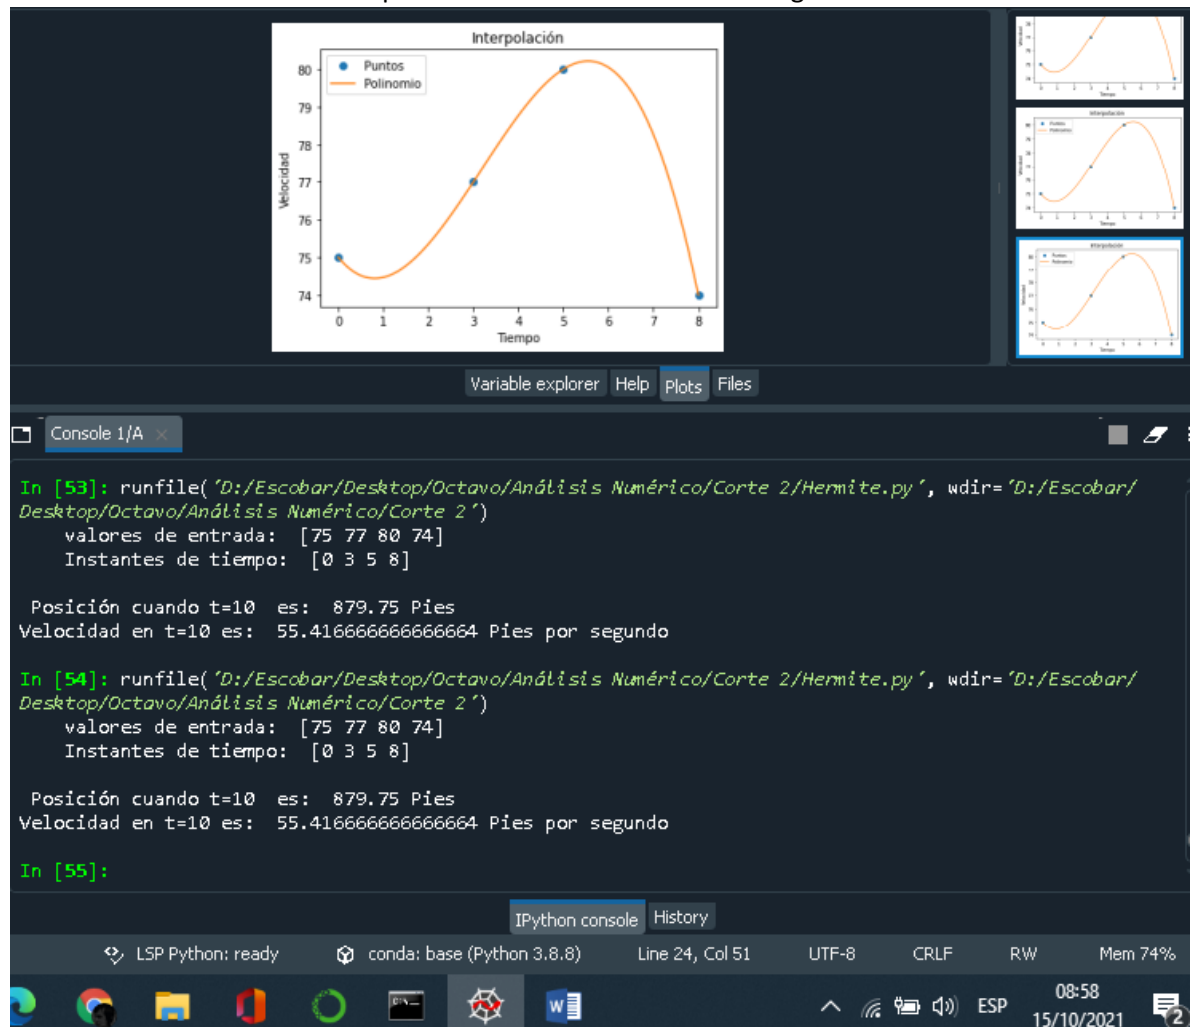 Interpolación
Puntos
Polinomio
80
79
78
77
76
75
74
Velocidad
0 1 2 3 4 5 6 7 8
Tiempo
Variable explorer Help Plots Files
Console 1/A ×
In [53]: runfile('D:/Escobar/Desktop/Octavo/Análisis Numérico/Corte 2/Hermite.py', wdir='D:/Escobar/
Desktop/Octavo/Análisis Numérico/Corte 2')
valores de entrada: [75 77 80 74]
Instantes de tiempo: [0 3 5 8]
Posición cuando t=10 es: 879.75 Pies
Velocidad en t=10 es: 55.416666666666664 Pies por segundo
In [54]: runfile('D:/Escobar/Desktop/Octavo/Análisis Numérico/Corte 2/Hermite.py', wdir='D:/Escobar/
Desktop/Octavo/Análisis Numérico/Corte 2')
valores de entrada: [75 77 80 74]
Instantes de tiempo: [0 3 5 8]
Posición cuando t=10 es: 879.75 Pies
Velocidad en t=10 es: 55.416666666666664 Pies por segundo
In [55]:
IPython console History
LSP Python: ready conda: base (Python 3.8.8) Line 24, Col 51 UTF-8 CRLF RW Mem 74%
ESP 08:58
15/10/2021 2